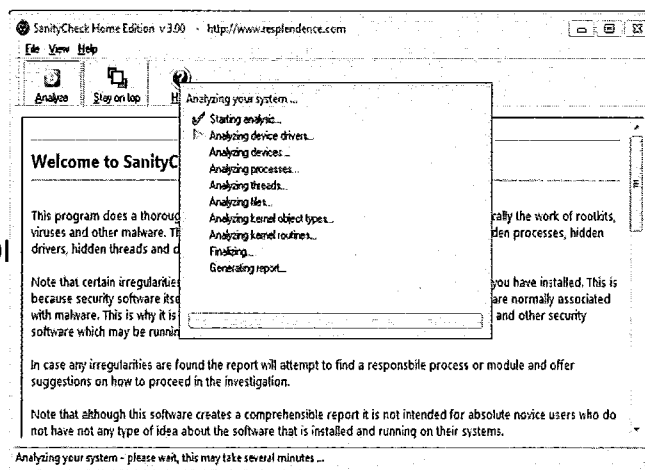 SanityCheck Home Edition v 3.00 - http://www.resplendence.com
File View Help
Analyze Stay on top H
Analyzing your system ...
Starting analysis...
Analyzing device drivers...
Analyzing devices ...
Analyzing processes...
Analyzing threads...
Analyzing files...
Analyzing kernel object types...
Analyzing kernel routines...
Finalizing...
Generating report...
Welcome to SanityC
This program does a thoroug cally the work of rootkits,
viruses and other malware. Th den processes, hidden
drivers, hidden threads and d
Note that certain irregularities you have installed. This is
because security software itse are normally associated
with malware. This is why it is and other security
software which may be runnin
In case any irregularities are found the report will attempt to find a responsbile process or module and offer
suggestions on how to proceed in the investigation.
Note that although this software creates a comprehensible report it is not intended for absolute novice users who do
not have not any type of idea about the software that is installed and running on their systems.
Analyzing your system - please wait, this may take several minutes ...